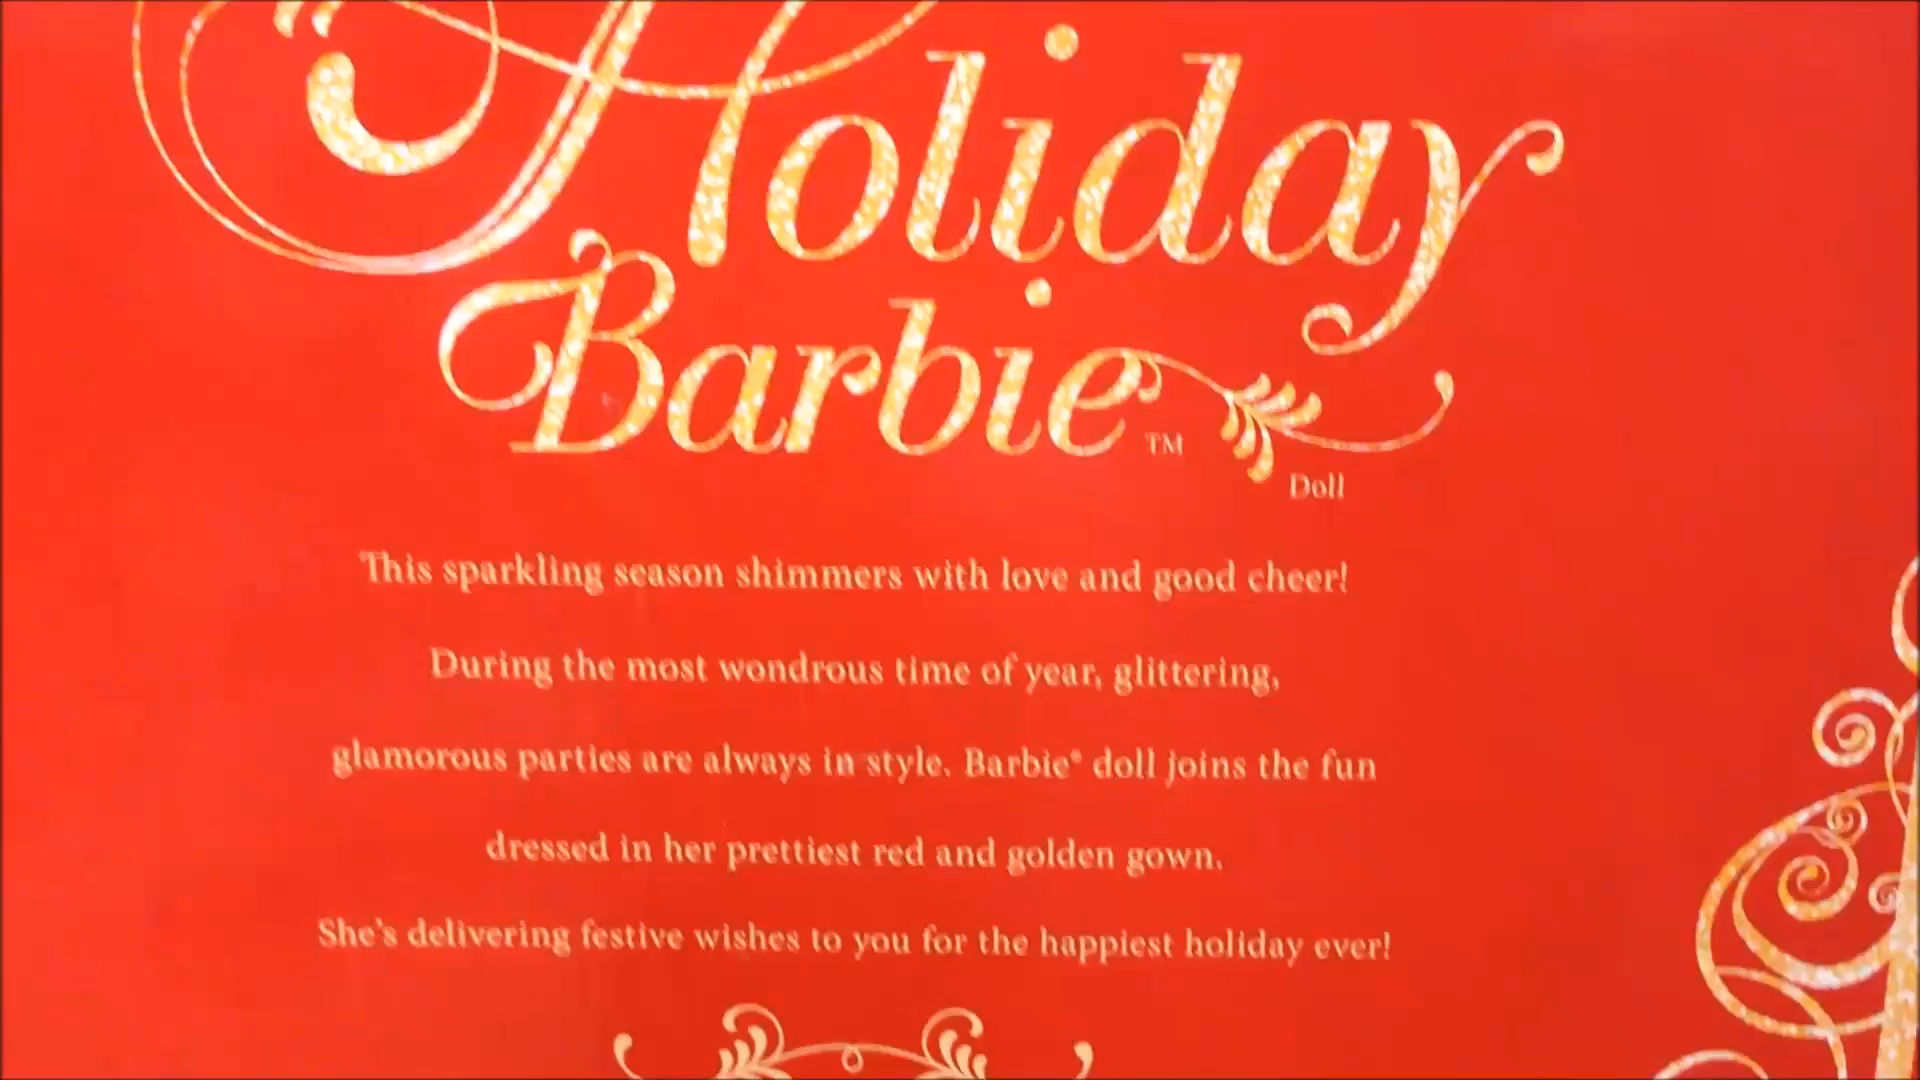 Holiday
Barbie™
Doll
This sparkling season shimmers with love and good cheer!
During the most wondrous time of year, glittering,
glamorous parties are always in style. Barbie® doll joins the fun
dressed in her prettiest red and golden gown.
She's delivering festive wishes to you for the happiest holiday ever!